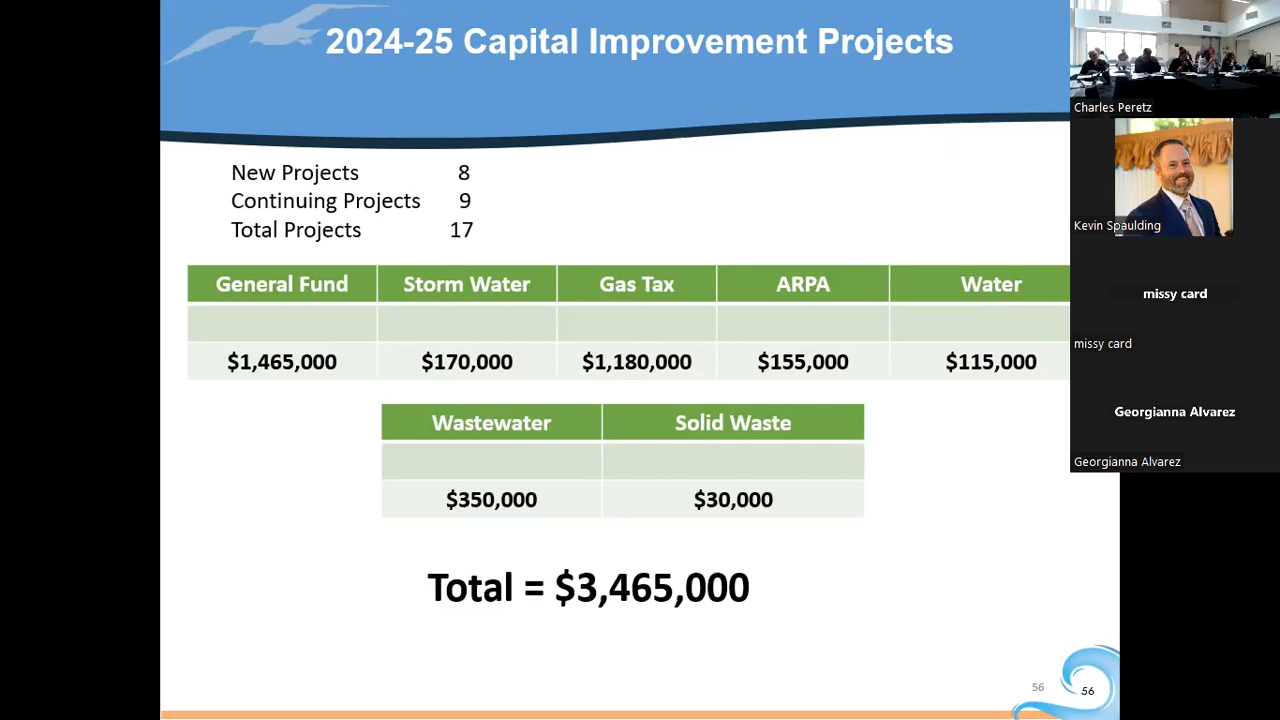 2024-25 Capital Improvement Projects
New Projects 8
Continuing Projects 9
Total Projects 17
General Fund Storm Water Gas Tax ARPA Water
$1,465,000 $170,000 $1,180,000 $155,000 $115,000
Wastewater Solid Waste
$350,000 $30,000
Total = $3,465,000
56
56
Charles Peretz
Kevin Spaulding
missy card
missy card
Georgianna Alvarez
Georgianna Alvarez